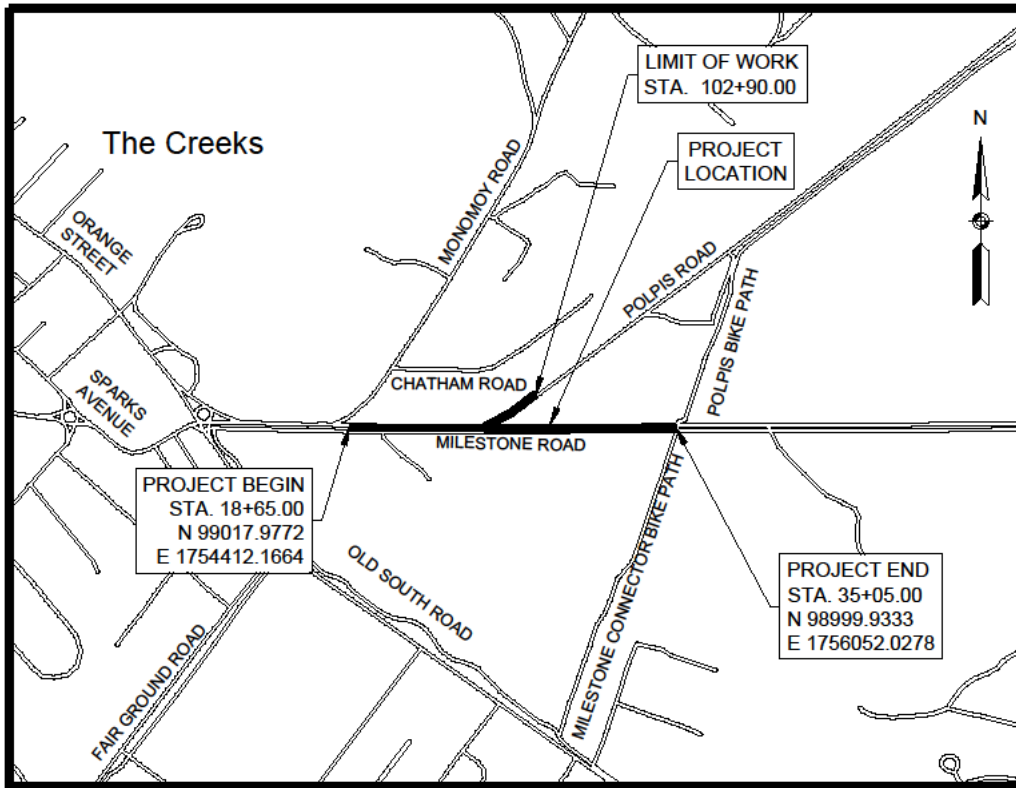 LIMIT OF WORK
STA. 102+90.00
N
The Creeks
PROJECT
LOCATION
MONOMOY ROAD
ORANGE
STREET
POLPIS ROAD
POLPIS BIKE PATH
CHATHAM ROAD
SPARKS
AVENUE
MILESTONE ROAD
PROJECT BEGIN
STA. 18+65.00
N 99017.9772
E 1754412.1664
OLD SOUTH ROAD
MILESTONE CONNECTOR BIKE PATH
PROJECT END
STA. 35+05.00
N 98999.9333
E 1756052.0278
FAIR GROUND ROAD